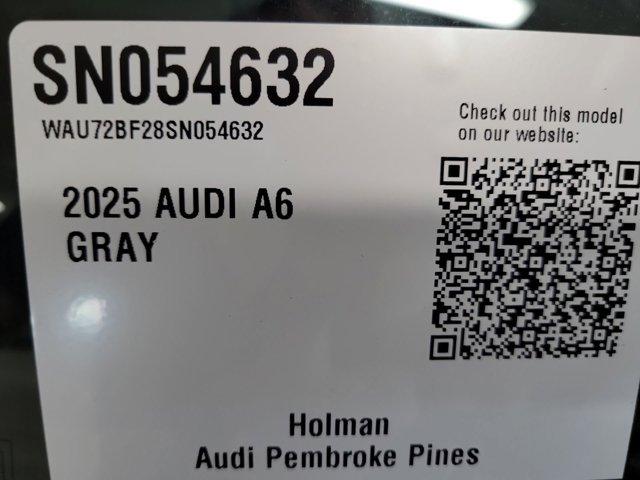 SN054632
WAU72BF28SN054632
Check out this model
on our website:
2025 AUDI A6
GRAY
Holman
Audi Pembroke Pines